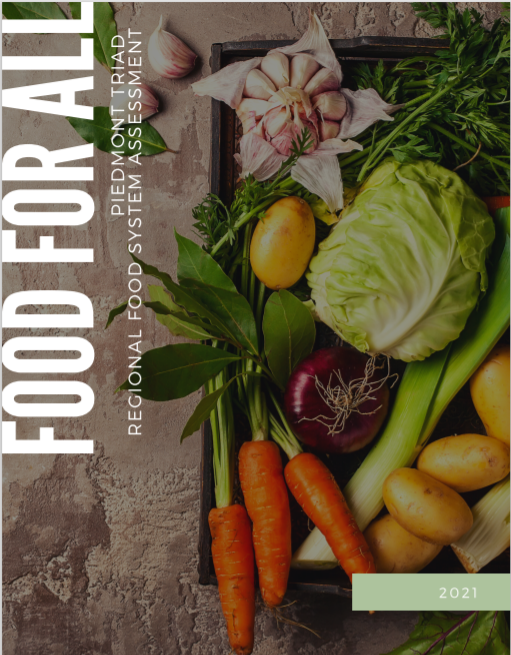 FOOD FOR ALL
PIEDMONT TRIAD
REGIONAL FOOD SYSTEM ASSESSMENT
2021